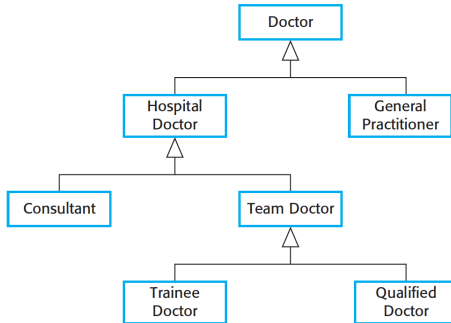 Doctor
Hospital
Doctor
General
Practitioner
Consultant
Team Doctor
Trainee
Doctor
Qualified
Doctor